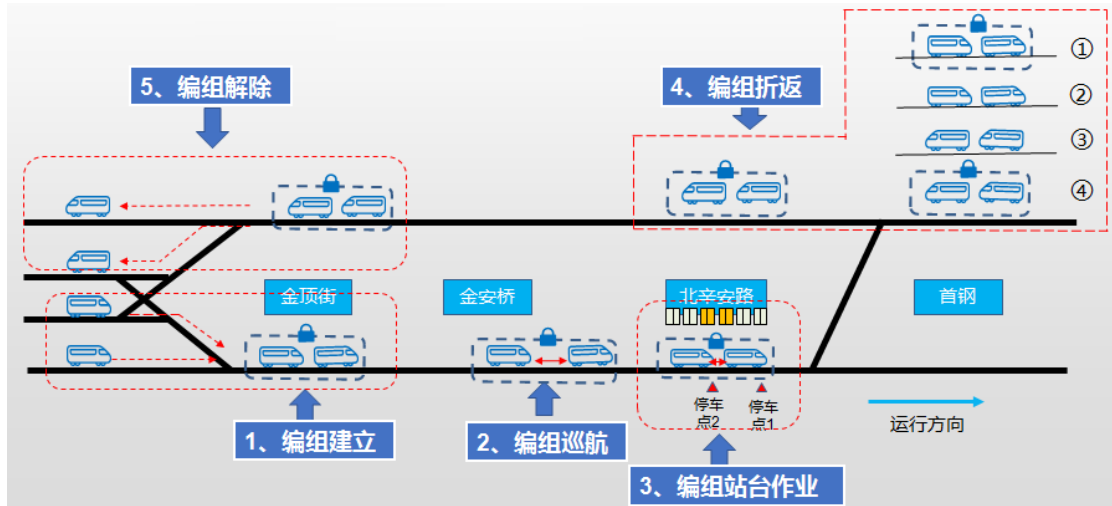 ①
5、编组解除
4、编组折返
②
③
④
金顶街
金安桥
北辛安路
首钢
停车
点2
停车
点1
运行方向
1、编组建立
2、编组巡航
3、编组站台作业